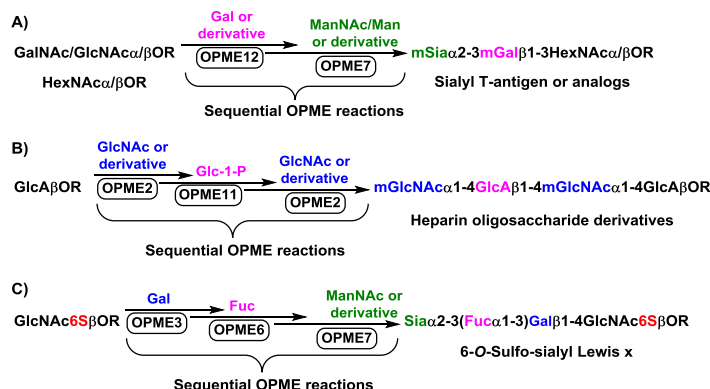 A)
Gal or
derivative
ManNAc/Man
or derivative
GalNAc/GlcNAcα/βOR
OPME12
OPME7
mSiaα2-3mGalβ1-3HexNAcα/βOR
HexNAcα/βOR
Sialyl T-antigen or analogs
Sequential OPME reactions
B)
GlcNAc or
derivative
Glc-1-P
GlcNAc or
derivative
GlcAβOR
OPME2
OPME11
OPME2
mGlcNAcα1-4GlcAβ1-4mGlcNAcα1-4GlcAβOR
Heparin oligosaccharide derivatives
Sequential OPME reactions
C)
Gal
Fuc
ManNAc or
derivative
GlcNAc6SβOR
OPME3
OPME6
OPME7
Siaα2-3(Fucα1-3)Galβ1-4GlcNAc6SβOR
6-O-Sulfo-sialyl Lewis x
Sequential OPME reactions